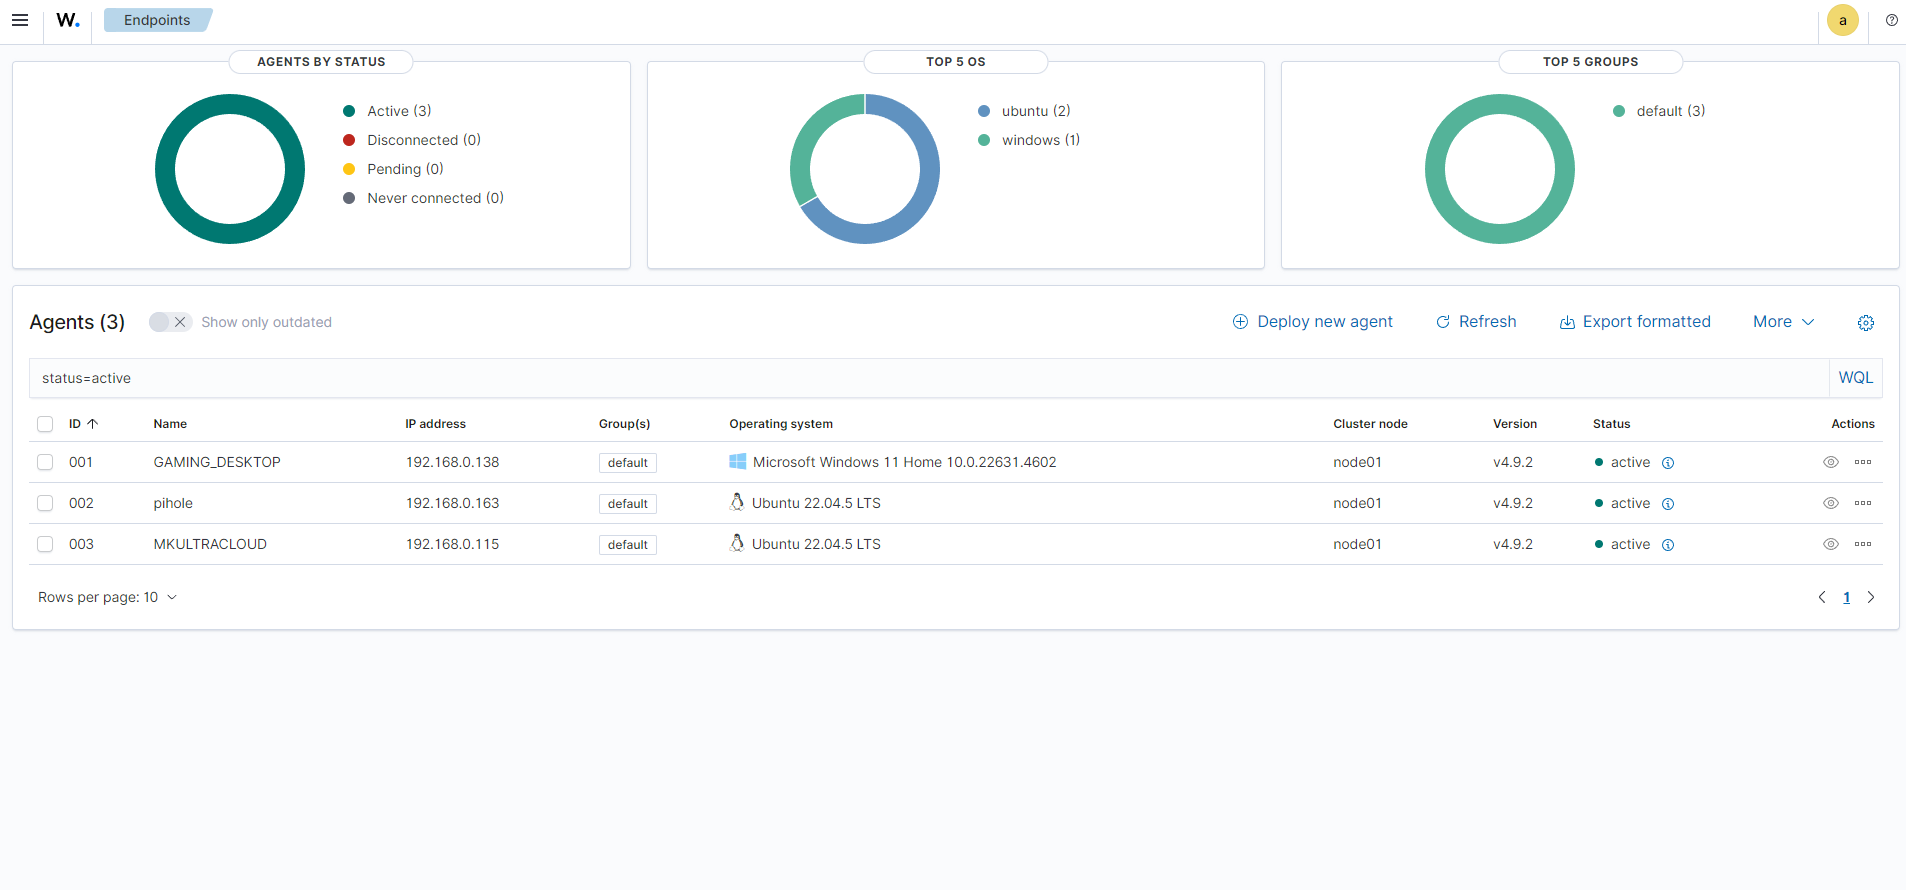 W. Endpoints a
AGENTS BY STATUS
Active (3)
Disconnected (0)
Pending (0)
Never connected (0)
TOP 5 OS
ubuntu (2)
windows (1)
TOP 5 GROUPS
default (3)
Agents (3) Show only outdated Deploy new agent Refresh Export formatted More
status=active WQL
ID Name IP address Group(s) Operating system Cluster node Version Status Actions
001 GAMING_DESKTOP 192.168.0.138 default Microsoft Windows 11 Home 10.0.22631.4602 node01 v4.9.2 active
002 pihole 192.168.0.163 default Ubuntu 22.04.5 LTS node01 v4.9.2 active
003 MKULTRACLOUD 192.168.0.115 default Ubuntu 22.04.5 LTS node01 v4.9.2 active
Rows per page: 10 1